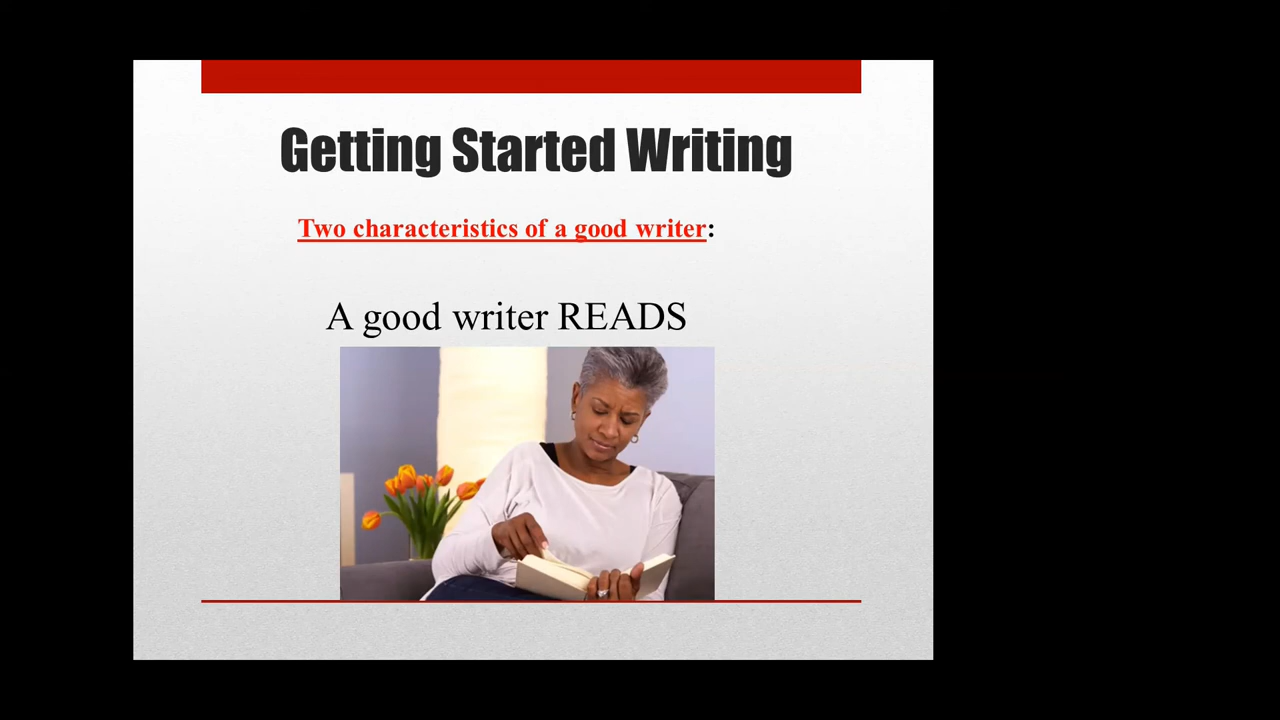 Getting Started Writing
Two characteristics of a good writer:
A good writer READS